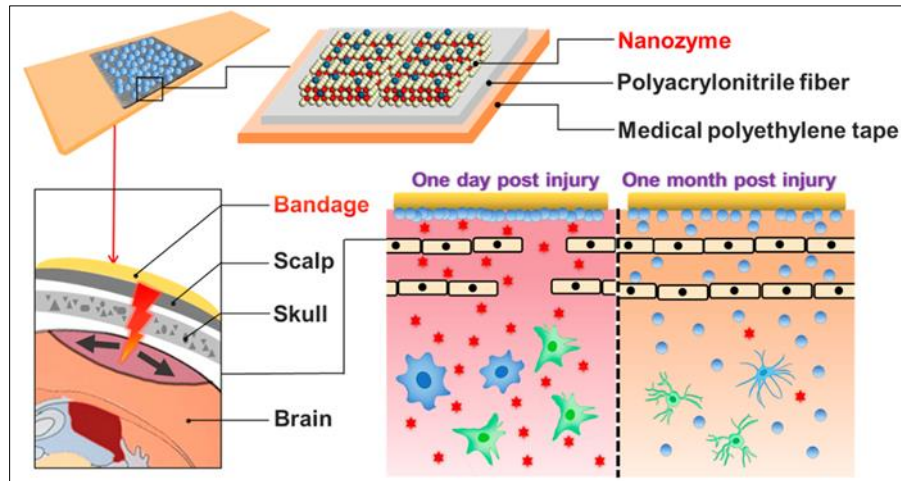 Nanozyme
Polyacrylonitrile fiber
Medical polyethylene tape
Bandage
Scalp
Skull
Brain
One day post injury
One month post injury